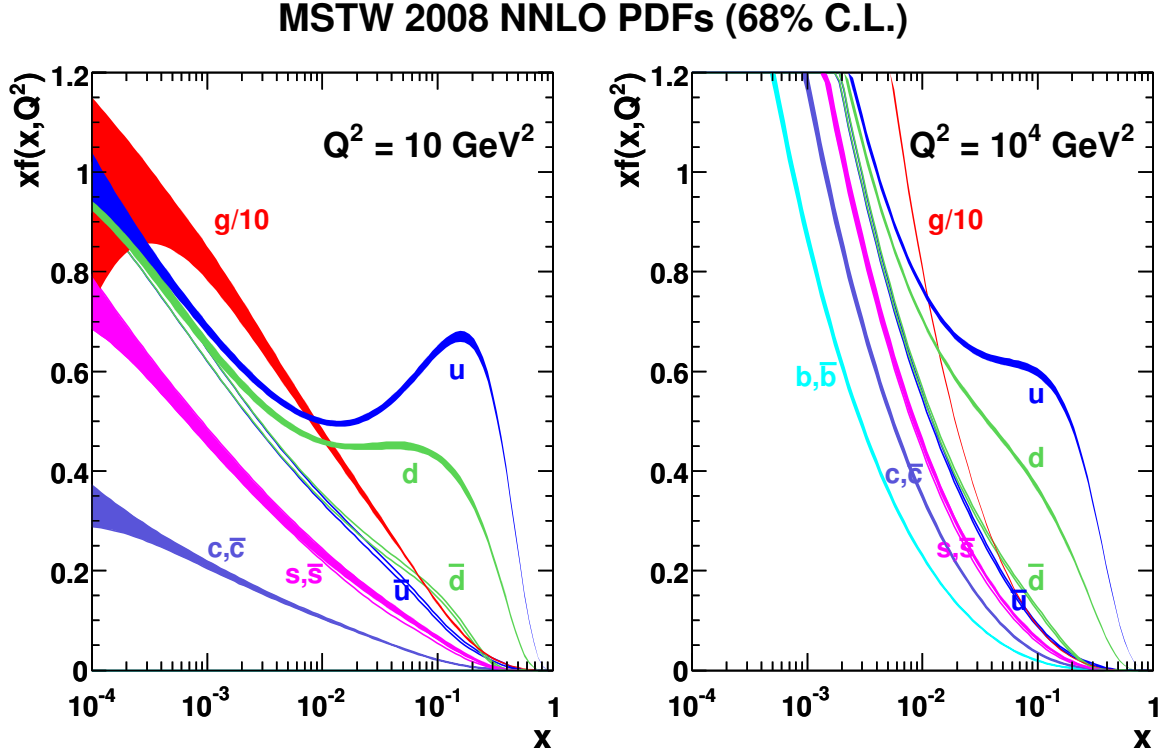 MSTW 2008 NNLO PDFs (68% C.L.)
xf(x,Q²)
1.2
1
0.8
0.6
0.4
0.2
0
Q² = 10 GeV²
g/10
u
d
c,c̅
s,s̅
u̅
d̅
10⁻⁴
10⁻³
10⁻²
10⁻¹
1
x
xf(x,Q²)
1.2
1
0.8
0.6
0.4
0.2
0
Q² = 10⁴ GeV²
g/10
b,b̅
u
d
c,c̅
s,s̅
d̅
u̅
10⁻⁴
10⁻³
10⁻²
10⁻¹
1
x